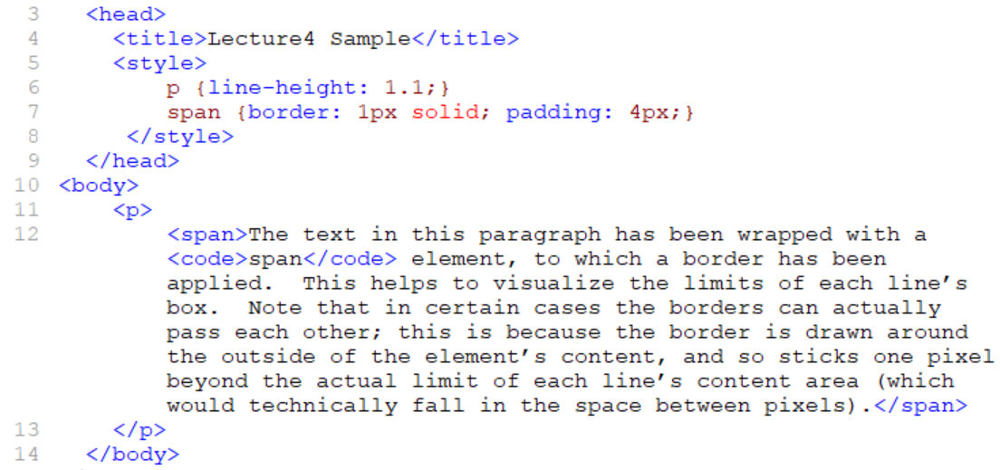 3 <head>
4 <title>Lecture4 Sample</title>
5 <style>
6 p {line-height: 1.1;}
7 span {border: 1px solid; padding: 4px;}
8 </style>
9 </head>
10 <body>
11 <p>
12 <span>The text in this paragraph has been wrapped with a
<code>span</code> element, to which a border has been
applied.  This helps to visualize the limits of each line’s
box.  Note that in certain cases the borders can actually
pass each other; this is because the border is drawn around
the outside of the element’s content, and so sticks one pixel
beyond the actual limit of each line’s content area (which
would technically fall in the space between pixels).</span>
13 </p>
14 </body>